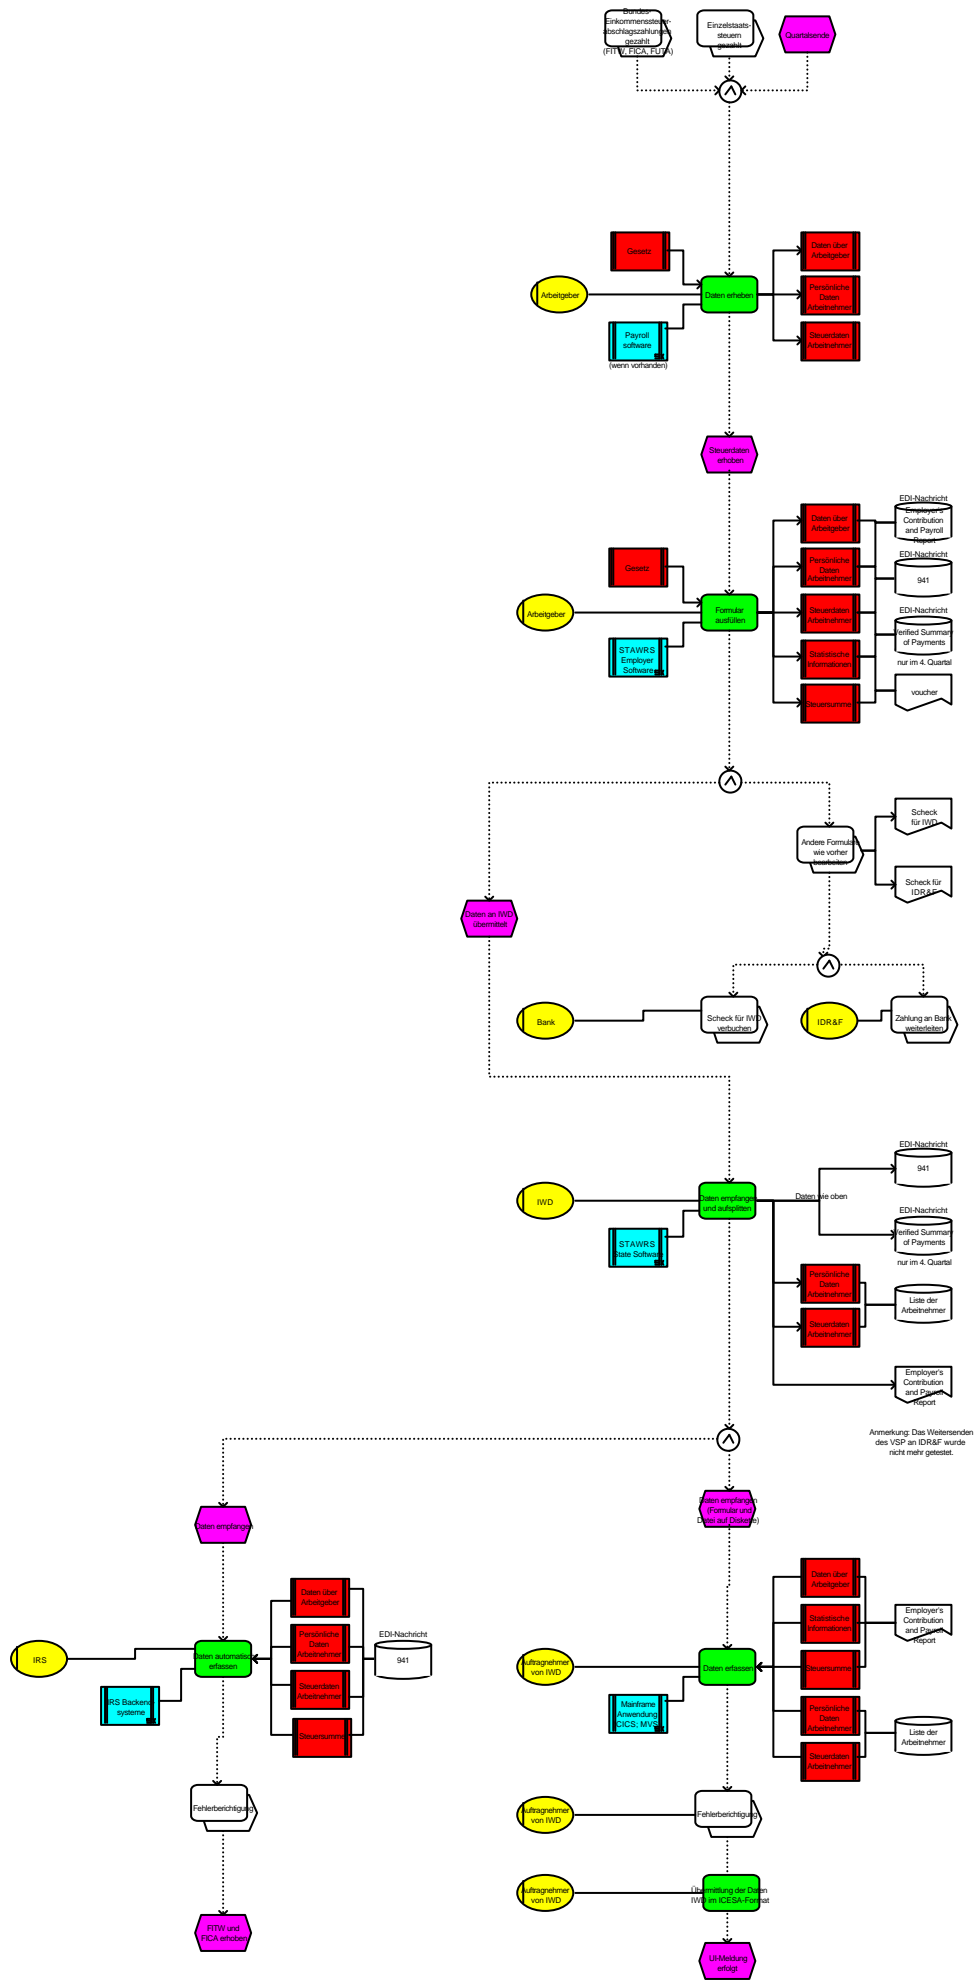 Bundes-
Einkommenssteuer-
abschlagszahlungen
gezahlt
(FITW, FICA, FUTA)
Einzelstaats-
steuern
gezahlt
Quartalsende
Gesetz
Arbeitgeber
Payroll
software
(wenn vorhanden)
Daten erheben
Daten über
Arbeitgeber
Persönliche
Daten
Arbeitnehmer
Steuerdaten
Arbeitnehmer
Steuerdaten
erhoben
Gesetz
Arbeitgeber
STAWRS
Employer
Software
Formular
ausfüllen
Daten über
Arbeitgeber
Persönliche
Daten
Arbeitnehmer
Steuerdaten
Arbeitnehmer
Statistische
Informationen
Steuersumme
EDI-Nachricht
Employer's
Contribution
and Payroll
Report
EDI-Nachricht
941
EDI-Nachricht
Verified Summary
of Payments
nur im 4. Quartal
voucher
Andere Formulare
wie vorher
bearbeiten
Scheck
für IWD
Scheck für
IDR&F
Daten an IWD
übermittelt
Bank
Scheck für IWD
verbuchen
IDR&F
Zahlung an Bank
weiterleiten
IWD
STAWRS
State Software
Daten empfangen
und aufsplitten
Daten wie oben
EDI-Nachricht
941
EDI-Nachricht
Verified Summary
of Payments
nur im 4. Quartal
Persönliche
Daten
Arbeitnehmer
Steuerdaten
Arbeitnehmer
Liste der
Arbeitnehmer
Employer's
Contribution
and Payroll
Report
Anmerkung: Das Weitersenden
des VSP an IDR&F wurde
nicht mehr getestet.
Daten empfangen
Daten empfangen
(Formular und
Datei auf Diskette)
IRS
IRS Backend-
systeme
Daten automatisch
erfassen
Daten über
Arbeitgeber
Persönliche
Daten
Arbeitnehmer
Steuerdaten
Arbeitnehmer
Steuersumme
EDI-Nachricht
941
Auftragnehmer
von IWD
Mainframe
Anwendung
CICS; MVS
Daten erfassen
Daten über
Arbeitgeber
Statistische
Informationen
Steuersumme
Persönliche
Daten
Arbeitnehmer
Steuerdaten
Arbeitnehmer
Employer's
Contribution
and Payroll
Report
Liste der
Arbeitnehmer
Fehlerberichtigung
Auftragnehmer
von IWD
Fehlerberichtigung
Auftragnehmer
von IWD
Übermittlung der Daten
IWD im ICESA-Format
FITW und
FICA erhoben
UI-Meldung
erfolgt